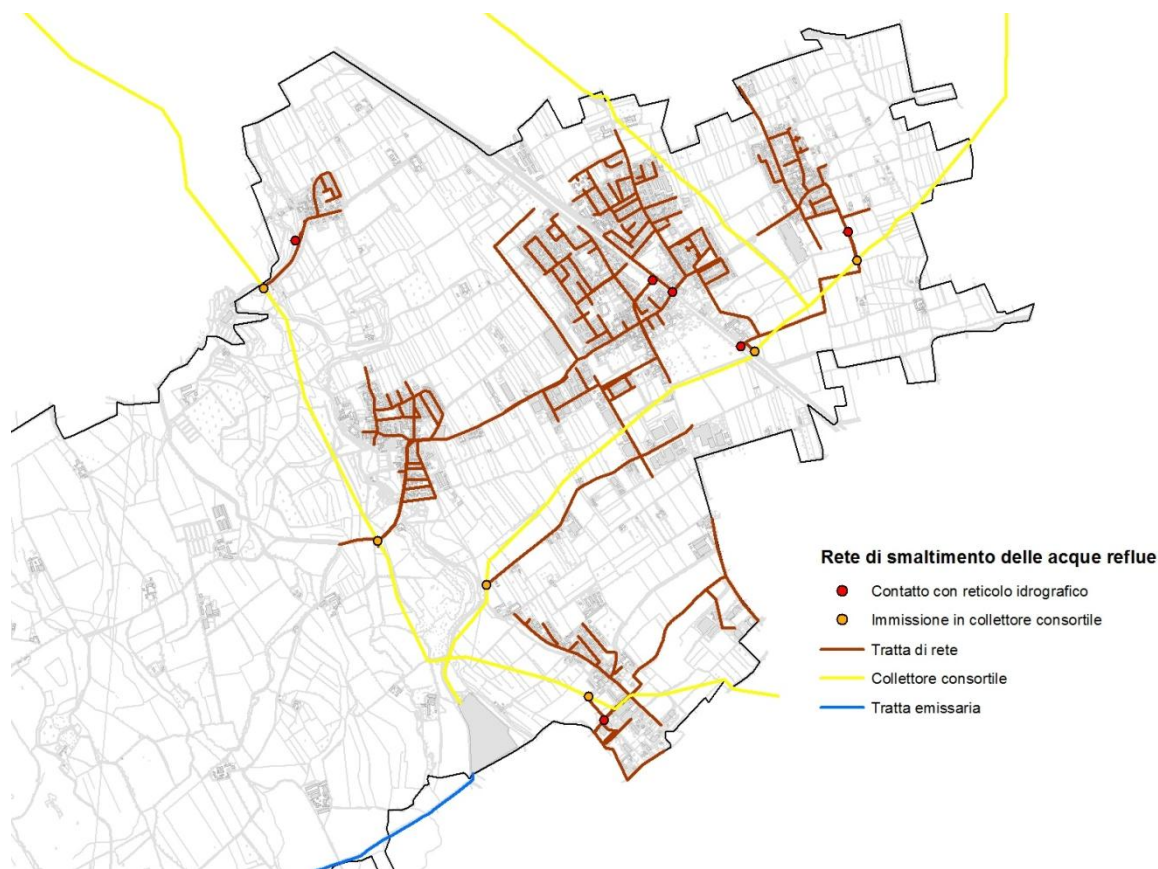 Rete di smaltimento delle acque reflue
Contatto con reticolo idrografico
Immissione in collettore consortile
Tratta di rete
Collettore consortile
Tratta emissaria